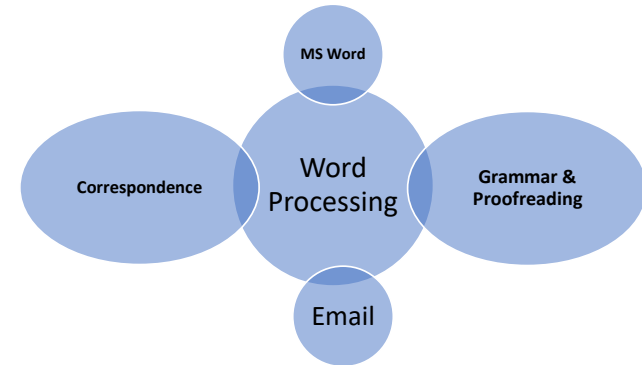 MS Word
Correspondence
Word
Processing
Grammar &
Proofreading
Email